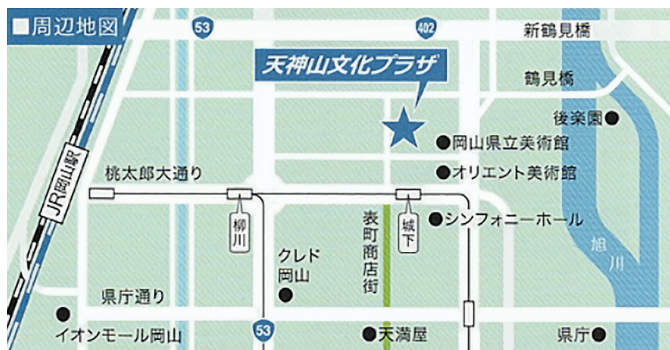 ■周辺地図
53
402
新鶴見橋
天神山文化プラザ
鶴見橋
後楽園
岡山県立美術館
JR岡山駅
桃太郎大通り
オリエント美術館
柳川
城下
シンフォニーホール
表町商店街
クレド
岡山
旭川
県庁通り
53
イオンモール岡山
天満屋
県庁